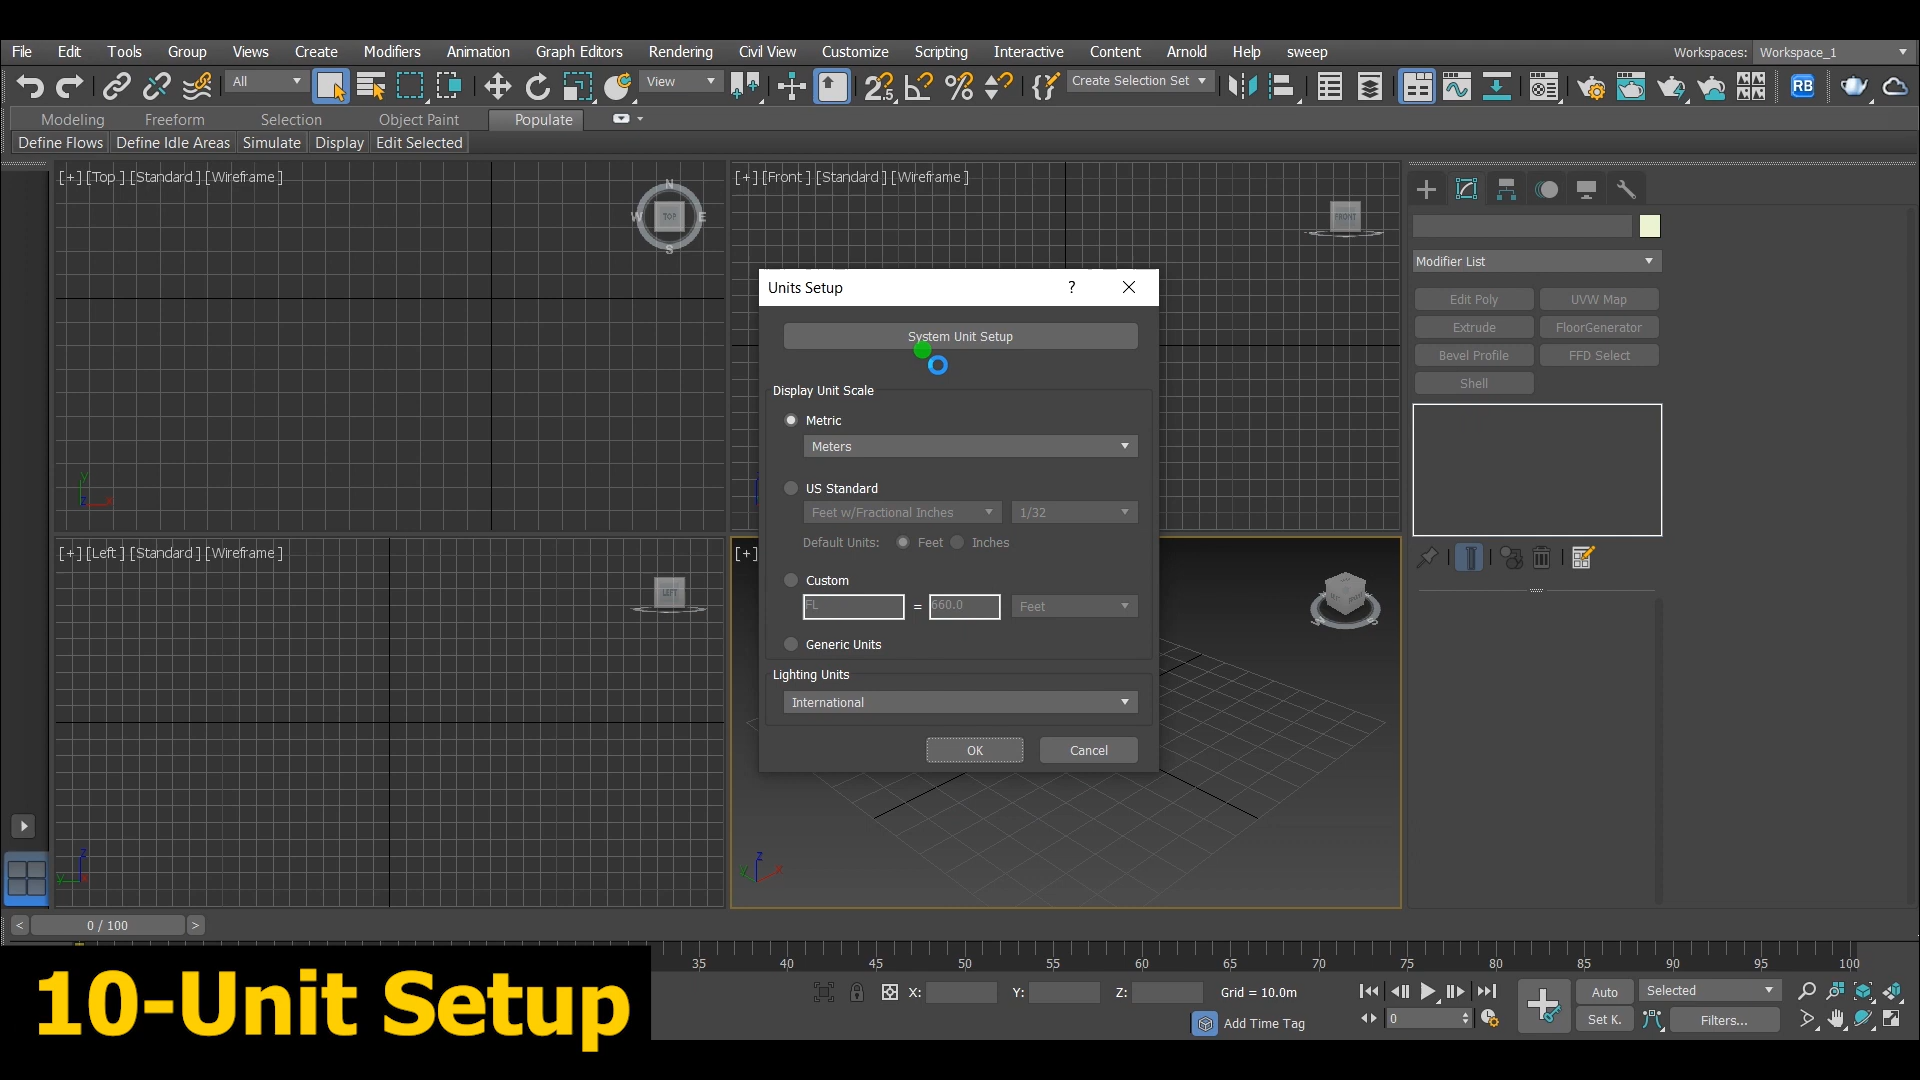 File Edit Tools Group Views Create Modifiers Animation Graph Editors Rendering Civil View Customize Scripting Interactive Content Arnold Help sweep Workspaces: Workspace_1
All View Create Selection Set RB
Modeling Freeform Selection Object Paint Populate
Define Flows Define Idle Areas Simulate Display Edit Selected
[+] [Top ] [Standard ] [Wireframe ]
N
W TOP E
S
[+] [Front ] [Standard ] [Wireframe ]
FRONT
Modifier List
Edit Poly UVW Map
Extrude FloorGenerator
Bevel Profile FFD Select
Shell
Units Setup ?
System Unit Setup
Display Unit Scale
Metric
Meters
US Standard
Feet w/Fractional Inches 1/32
Default Units: Feet Inches
Custom
FL = 660.0 Feet
Generic Units
Lighting Units
International
OK Cancel
y
z x
[+] [Left ] [Standard ] [Wireframe ]
LEFT
[+]
z
y x
z
y x
< 0 / 100 >
35 40 45 50 55 60 65 70 75 80 85 90 95 100
X: Y: Z: Grid = 10.0m
Add Time Tag
0
Auto Selected
Set K. Filters...
10-Unit Setup